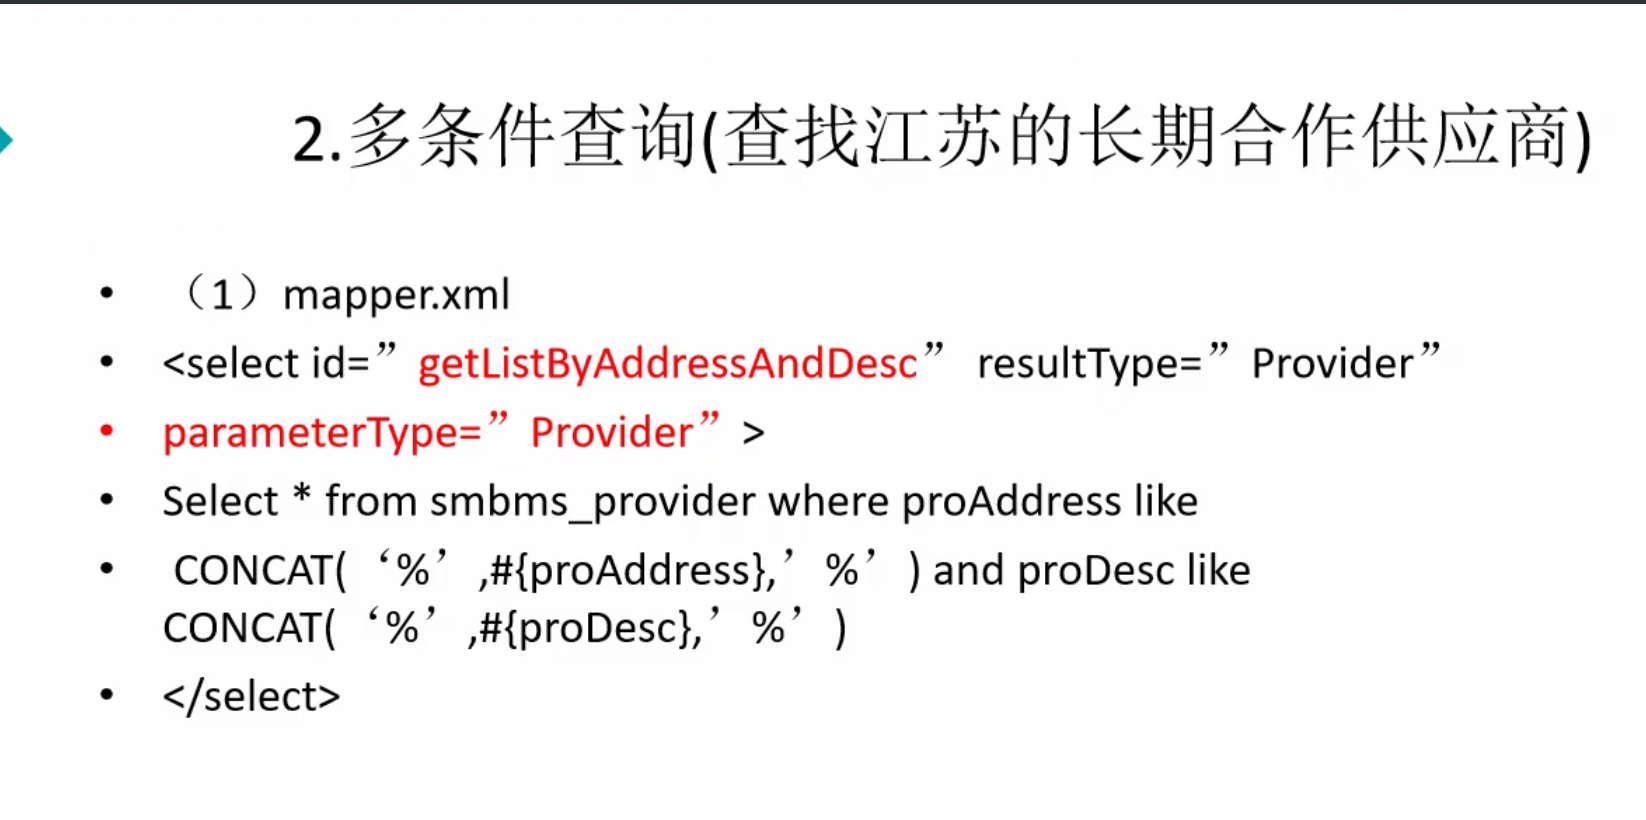 2.多条件查询(查找江苏的长期合作供应商)
• （1）mapper.xml
• <select id=”getListByAddressAndDesc” resultType=”Provider”
• parameterType=”Provider”>
• Select * from smbms_provider where proAddress like
• CONCAT(‘%’,#{proAddress},’%’) and proDesc like
CONCAT(‘%’,#{proDesc},’%’)
• </select>